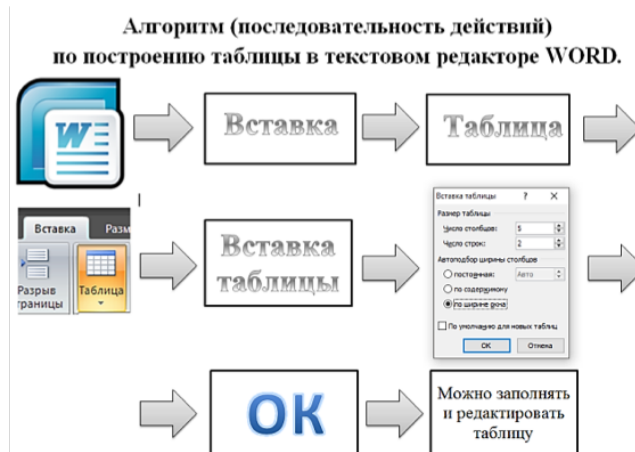 Алгоритм (последовательность действий)
по построению таблицы в текстовом редакторе WORD.
W
Вставка
Таблица
Вставка
Разм
Разрыв
траницы
Таблица
Вставка
таблицы
Вставка таблицы ? ×
Размер таблицы
Число столбцов: 5
Число строк: 2
Автоподбор ширины столбцов
постоянная: Авто
по содержимому
по ширине окна
По умолчанию для новых таблиц
ОК Отмена
ОК
Можно заполнять
и редактировать
таблицу